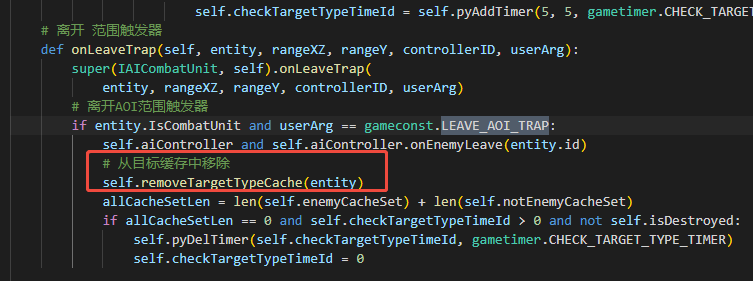 self.checkTargetTypeTimeId = self.pyAddTimer(5, 5, gametimer.CHECK_TARGET
# 离开 范围触发器
def onLeaveTrap(self, entity, rangeXZ, rangeY, controllerID, userArg):
super(IAICombatUnit, self).onLeaveTrap(
entity, rangeXZ, rangeY, controllerID, userArg)
# 离开AOI范围触发器
if entity.IsCombatUnit and userArg == gameconst.LEAVE_AOI_TRAP:
self.aiController and self.aiController.onEnemyLeave(entity.id)
# 从目标缓存中移除
self.removeTargetTypeCache(entity)
allCacheSetLen = len(self.enemyCacheSet) + len(self.notEnemyCacheSet)
if allCacheSetLen == 0 and self.checkTargetTypeTimeId > 0 and not self.isDestroyed:
self.pyDelTimer(self.checkTargetTypeTimeId, gametimer.CHECK_TARGET_TYPE_TIMER)
self.checkTargetTypeTimeId = 0